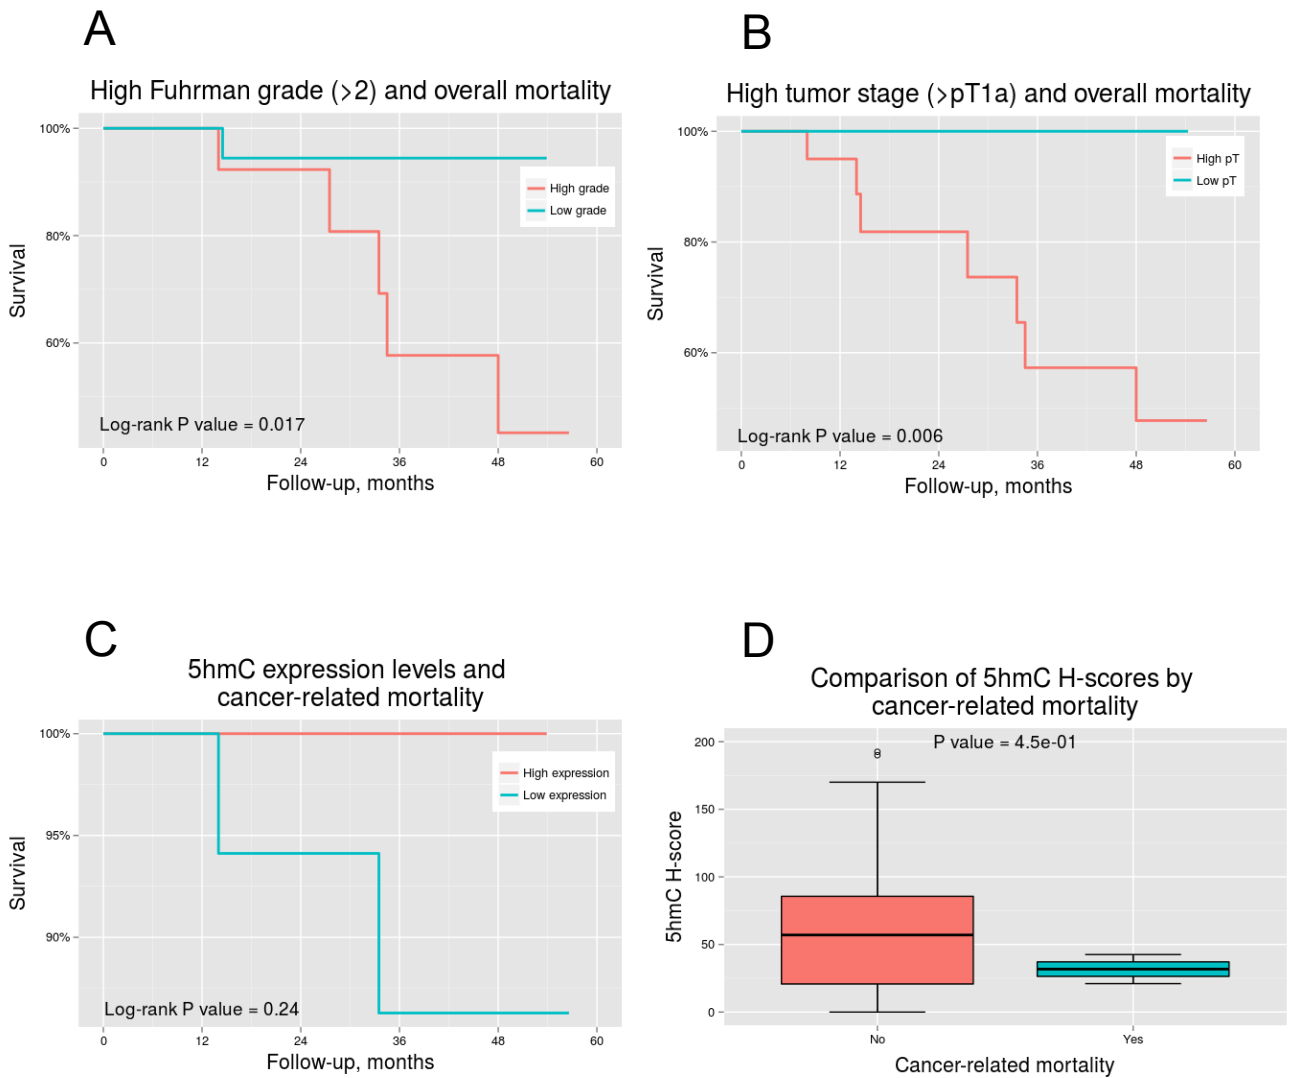 A
High Fuhrman grade (>2) and overall mortality
100%
80%
60%
Survival
High grade
Low grade
Log-rank P value = 0.017
0 12 24 36 48 60
Follow-up, months
B
High tumor stage (>pT1a) and overall mortality
100%
80%
60%
Survival
High pT
Low pT
Log-rank P value = 0.006
0 12 24 36 48 60
Follow-up, months
C
5hmC expression levels and
cancer-related mortality
100%
95%
90%
Survival
High expression
Low expression
Log-rank P value = 0.24
0 12 24 36 48 60
Follow-up, months
D
Comparison of 5hmC H-scores by
cancer-related mortality
P value = 4.5e-01
200
150
100
50
0
5hmC H-score
No Yes
Cancer-related mortality